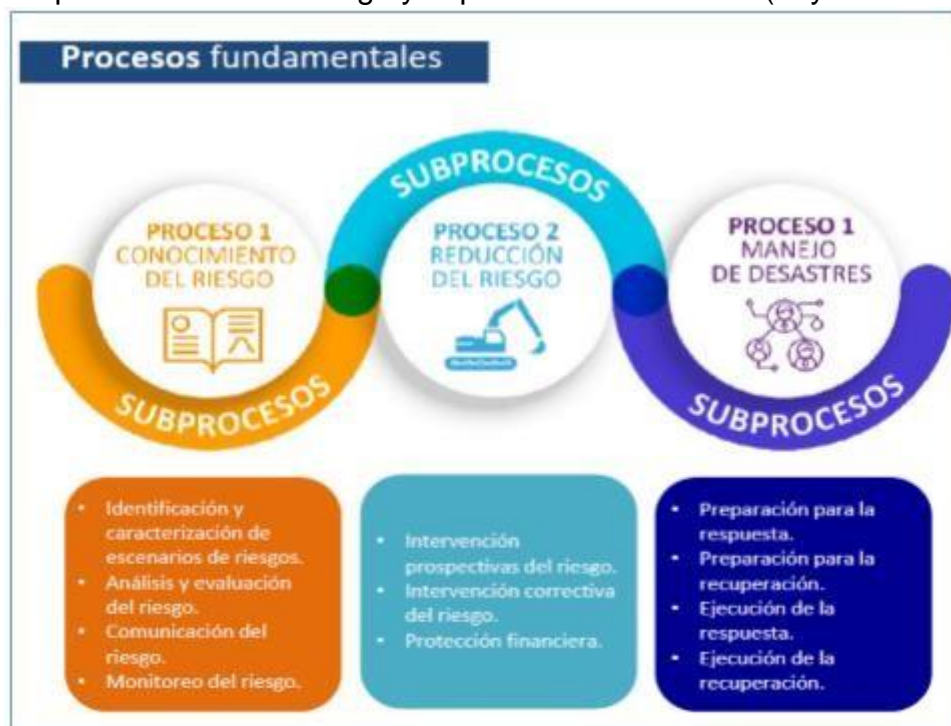 Procesos fundamentales
SUBPROCESOS
PROCESO 1
CONOCIMIENTO
DEL RIESGO
PROCESO 2
REDUCCIÓN
DEL RIESGO
PROCESO 1
MANEJO
DE DESASTRES
SUBPROCESOS
SUBPROCESOS
• Identificación y
caracterización de
escenarios de riesgos.
• Análisis y evaluación
del riesgo.
• Comunicación del
riesgo.
• Monitoreo del riesgo.
• Intervención
prospectivas del riesgo.
• Intervención correctiva
del riesgo.
• Protección financiera.
• Preparación para la
respuesta.
• Preparación para la
recuperación.
• Ejecución de la
respuesta.
• Ejecución de la
recuperación.